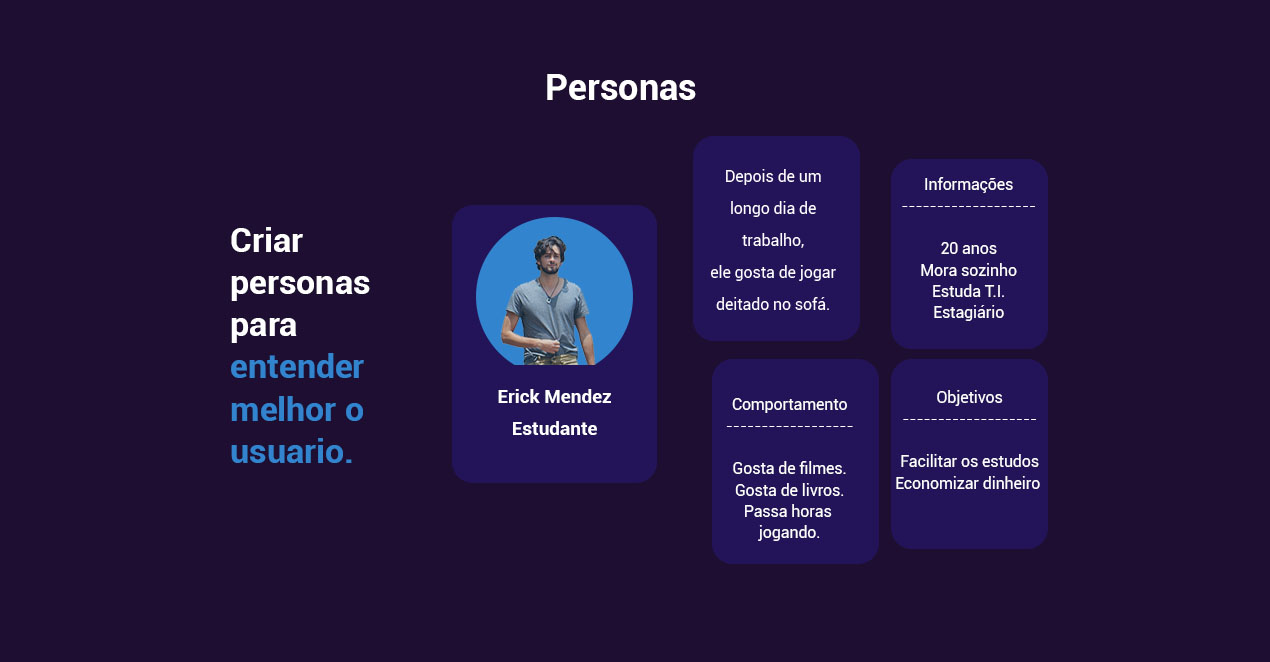 Personas
Criar
personas
para
entender
melhor o
usuario.
Erick Mendez
Estudante
Depois de um
longo dia de
trabalho,
ele gosta de jogar
deitado no sofá.
Informações
20 anos
Mora sozinho
Estuda T.I.
Estagiário
Comportamento
Gosta de filmes.
Gosta de livros.
Passa horas
jogando.
Objetivos
Facilitar os estudos
Economizar dinheiro